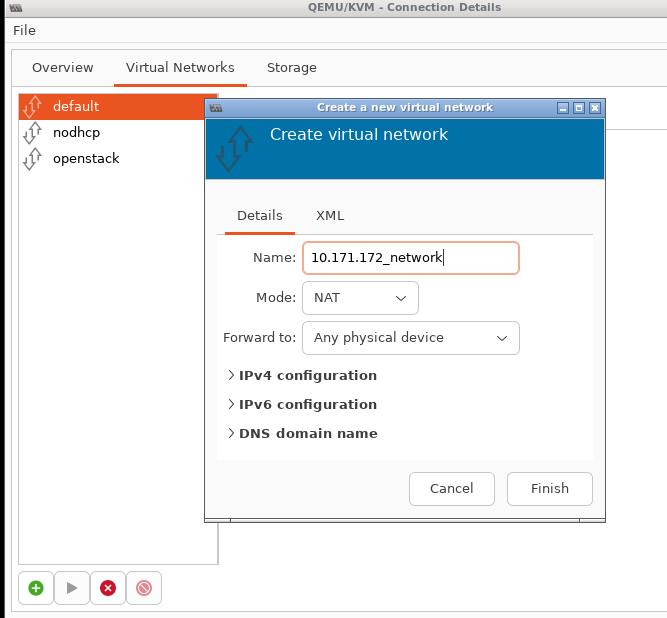 QEMU/KVM - Connection Details
File
Overview Virtual Networks Storage
default
nodhcp
openstack
Create a new virtual network
Create virtual network
Details XML
Name: 10.171.172_network
Mode: NAT
Forward to: Any physical device
IPv4 configuration
IPv6 configuration
DNS domain name
Cancel Finish